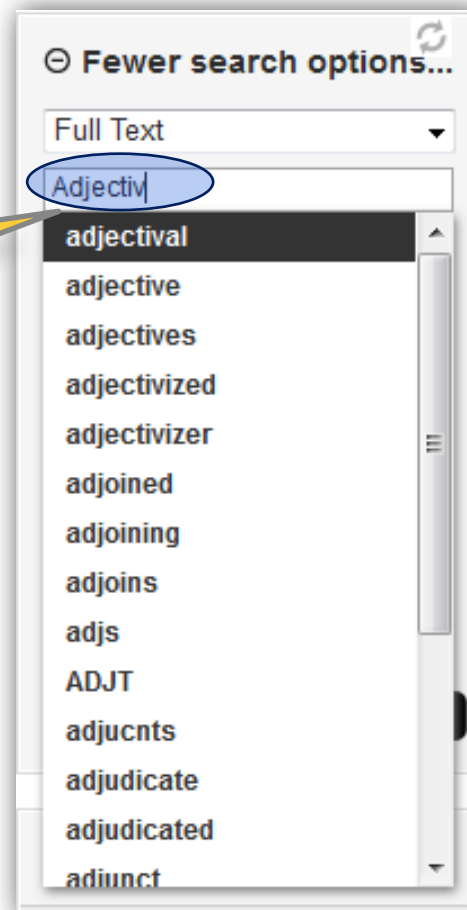 Fewer search options...
Full Text
Adjectiv
adjectival
adjective
adjectives
adjectivized
adjectivizer
adjoined
adjoining
adjoins
adjs
ADJT
adjucnts
adjudicate
adjudicated
adjunct